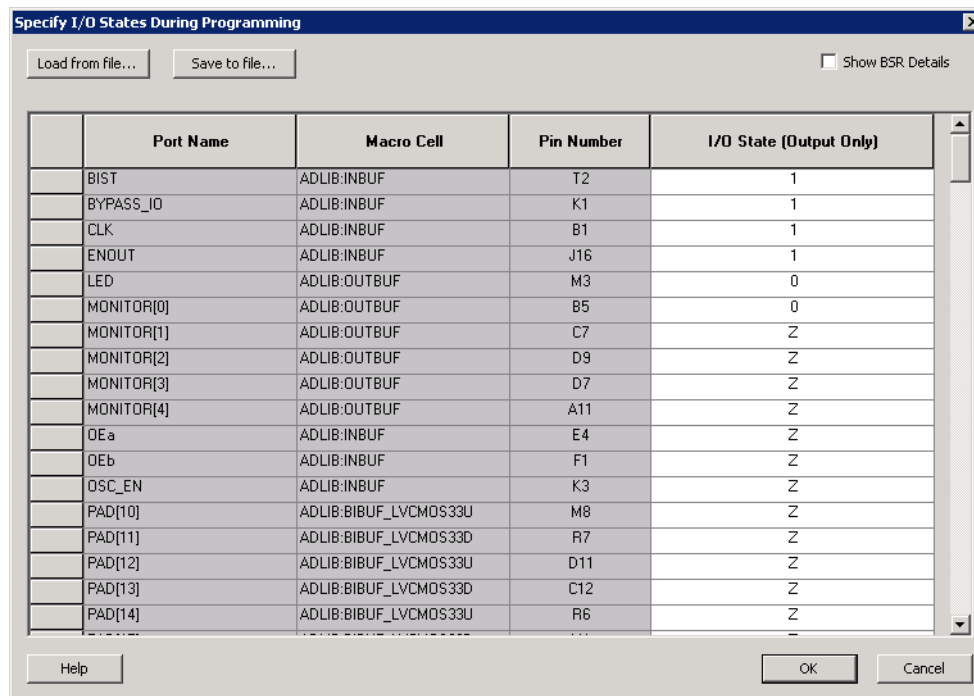 Specify I/O States During Programming
Load from file... Save to file... Show BSR Details
Port Name Macro Cell Pin Number I/O State (Output Only)
BIST ADLIB:INBUF T2 1
BYPASS_IO ADLIB:INBUF K1 1
CLK ADLIB:INBUF B1 1
ENOUT ADLIB:INBUF J16 1
LED ADLIB:OUTBUF M3 0
MONITOR[0] ADLIB:OUTBUF B5 0
MONITOR[1] ADLIB:OUTBUF C7 Z
MONITOR[2] ADLIB:OUTBUF D9 Z
MONITOR[3] ADLIB:OUTBUF D7 Z
MONITOR[4] ADLIB:OUTBUF A11 Z
OEa ADLIB:INBUF E4 Z
OEb ADLIB:INBUF F1 Z
OSC_EN ADLIB:INBUF K3 Z
PAD[10] ADLIB:BIBUF_LVCMOS33U M8 Z
PAD[11] ADLIB:BIBUF_LVCMOS33D R7 Z
PAD[12] ADLIB:BIBUF_LVCMOS33U D11 Z
PAD[13] ADLIB:BIBUF_LVCMOS33D C12 Z
PAD[14] ADLIB:BIBUF_LVCMOS33U R6 Z
Help OK Cancel